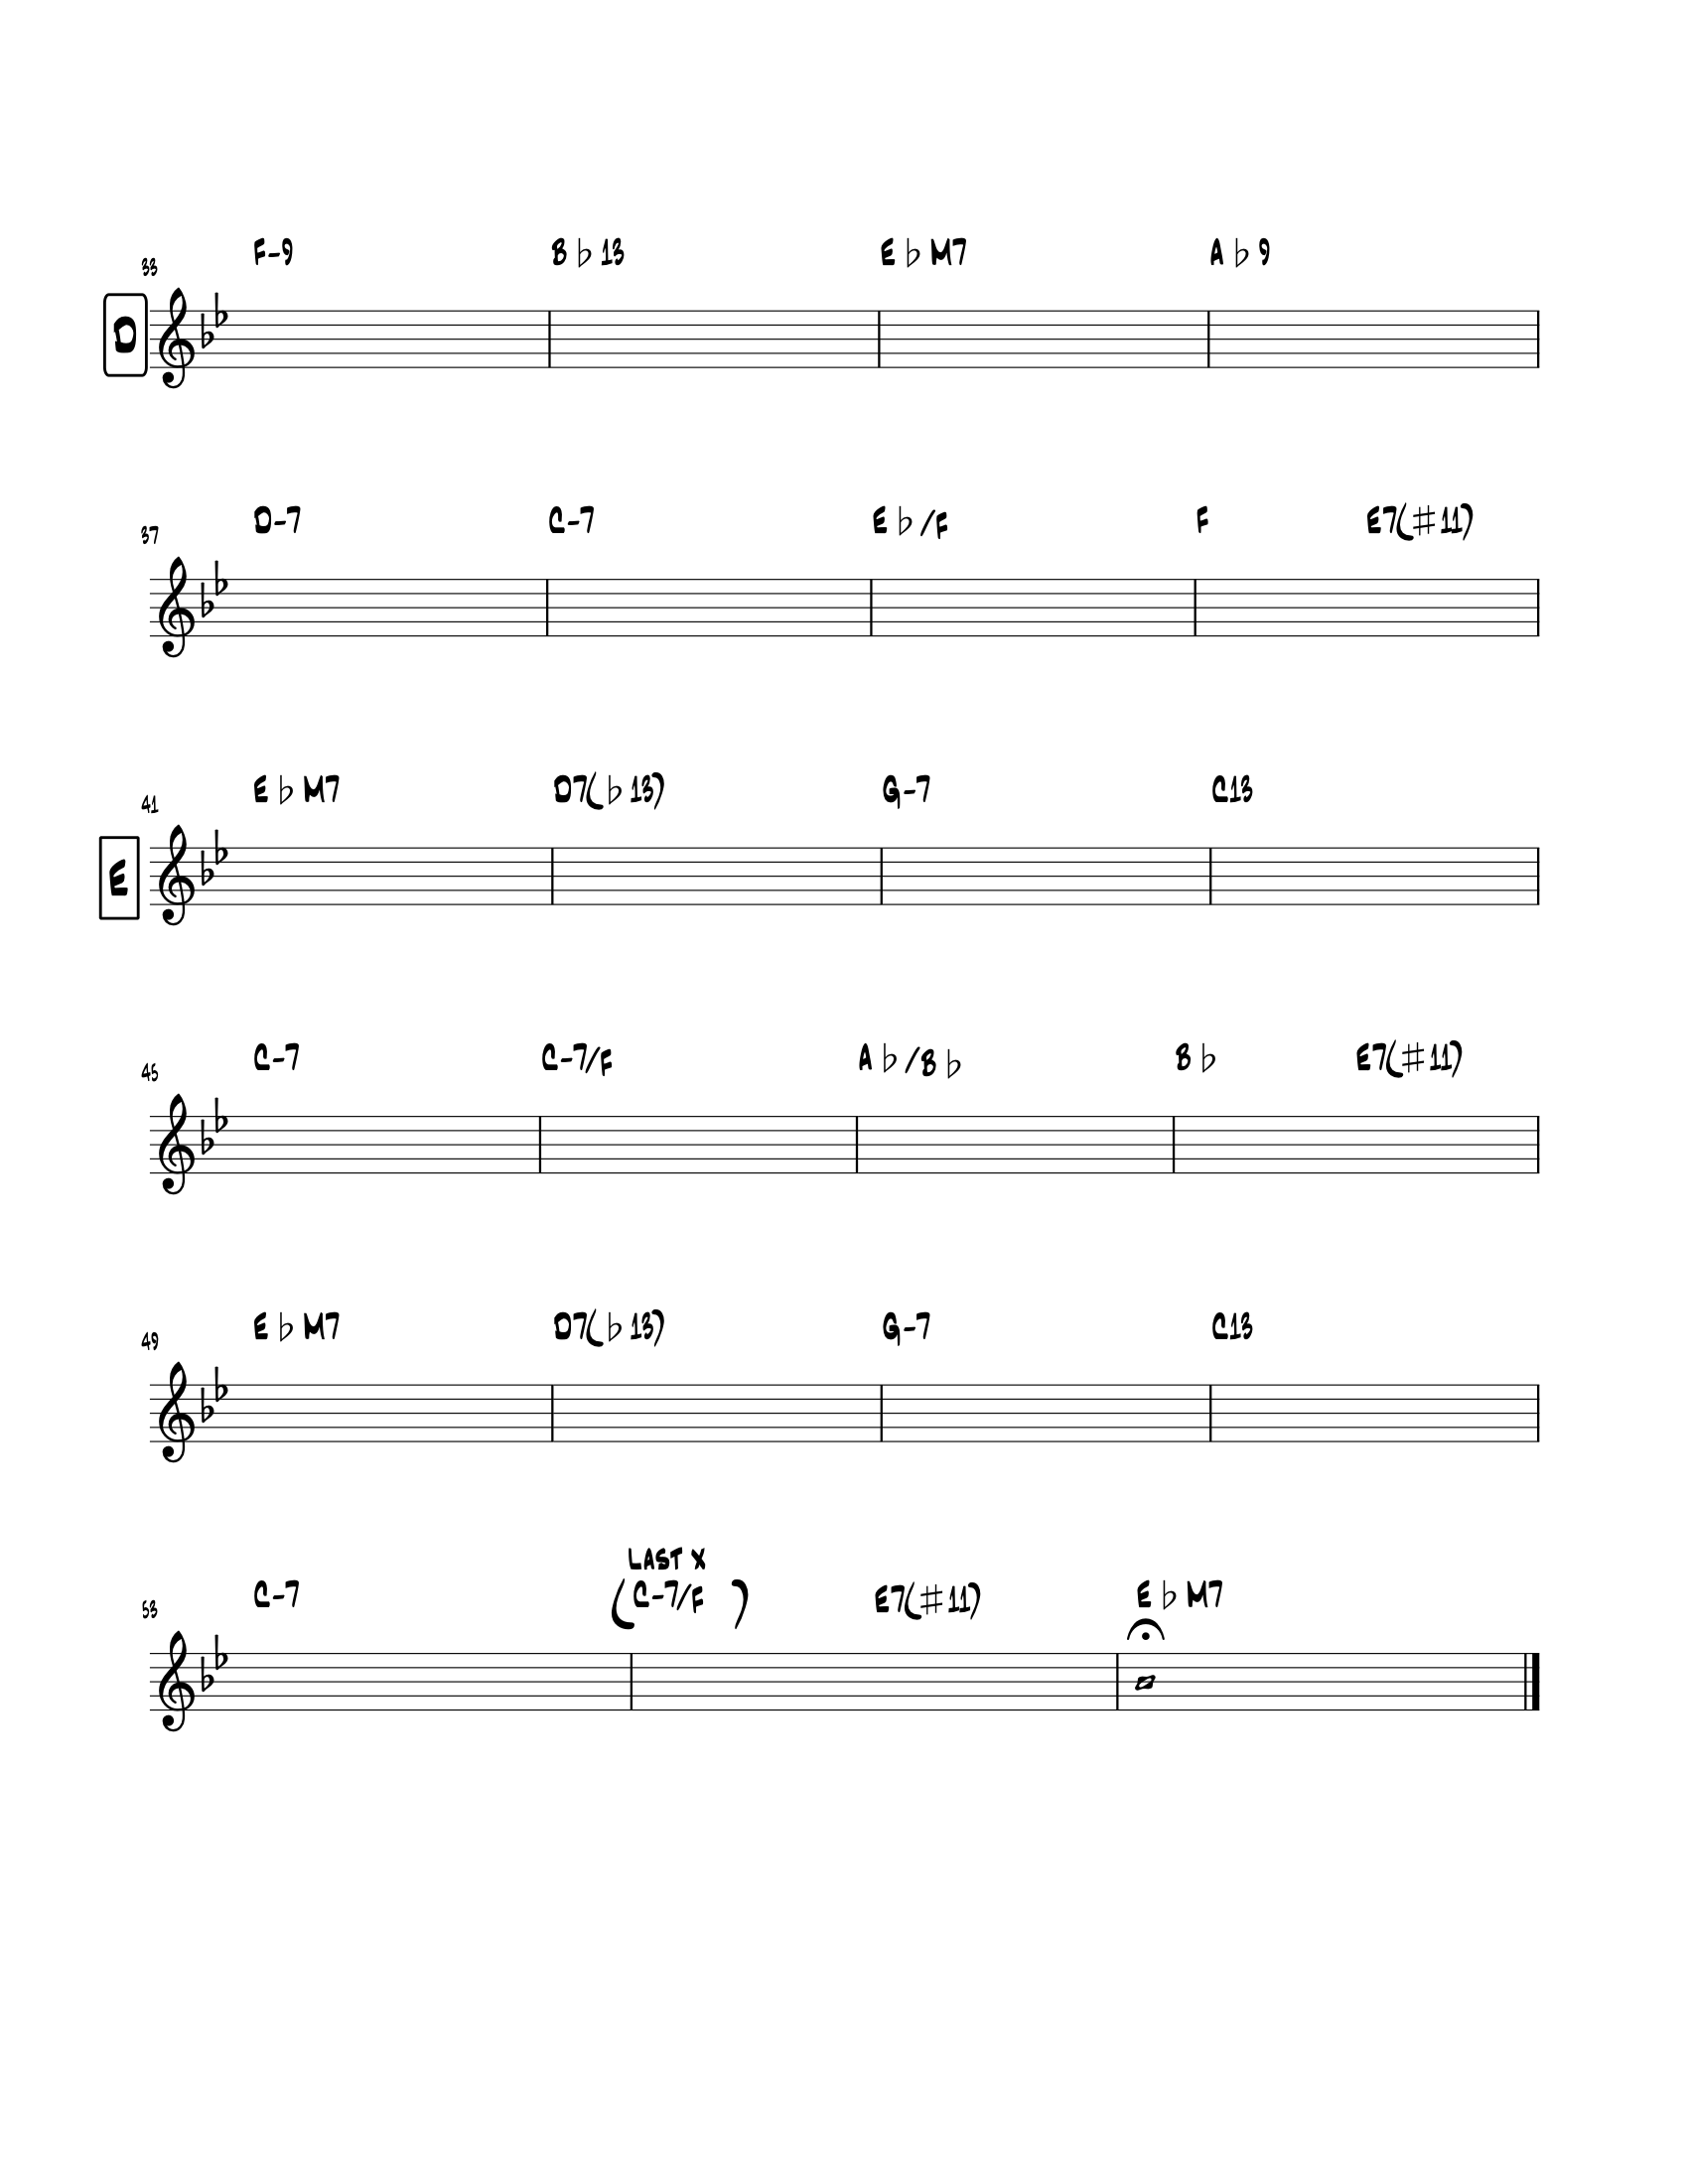 33 F-9 B♭13 E♭M7 A♭9
D
37 D-7 C-7 E♭/F F E7(#11)
41 E♭M7 D7(♭13) G-7 C13
E
45 C-7 C-7/F A♭/B♭ B♭ E7(#11)
49 E♭M7 D7(♭13) G-7 C13
LAST X
53 C-7 (C-7/F ) E7(#11) E♭M7